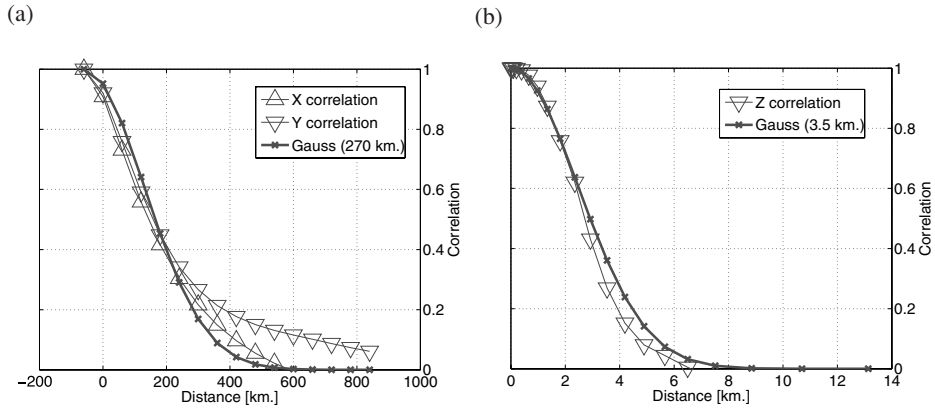 (a)
1
0.8
0.6
0.4
0.2
0
Correlation
−200
0
200
400
600
800
1000
Distance [km.]
X correlation
Y correlation
Gauss (270 km.)
(b)
1
0.8
0.6
0.4
0.2
0
Correlation
0
2
4
6
8
10
12
14
Distance [km.]
Z correlation
Gauss (3.5 km.)